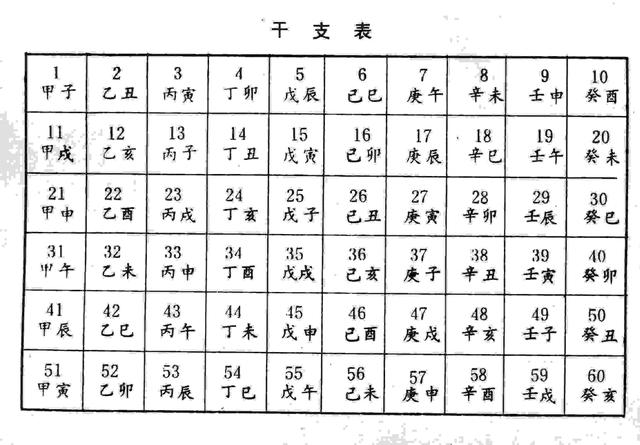 干支表
1 2 3 4 5 6 7 8 9 10
甲子 乙丑 丙寅 丁卯 戊辰 己巳 庚午 辛未 壬申 癸酉
11 12 13 14 15 16 17 18 19 20
甲戌 乙亥 丙子 丁丑 戊寅 己卯 庚辰 辛巳 壬午 癸未
21 22 23 24 25 26 27 28 29 30
甲申 乙酉 丙戌 丁亥 戊子 己丑 庚寅 辛卯 壬辰 癸巳
31 32 33 34 35 36 37 38 39 40
甲午 乙未 丙申 丁酉 戊戌 己亥 庚子 辛丑 壬寅 癸卯
41 42 43 44 45 46 47 48 49 50
甲辰 乙巳 丙午 丁未 戊申 己酉 庚戌 辛亥 壬子 癸丑
51 52 53 54 55 56 57 58 59 60
甲寅 乙卯 丙辰 丁巳 戊午 己未 庚申 辛酉 壬戌 癸亥